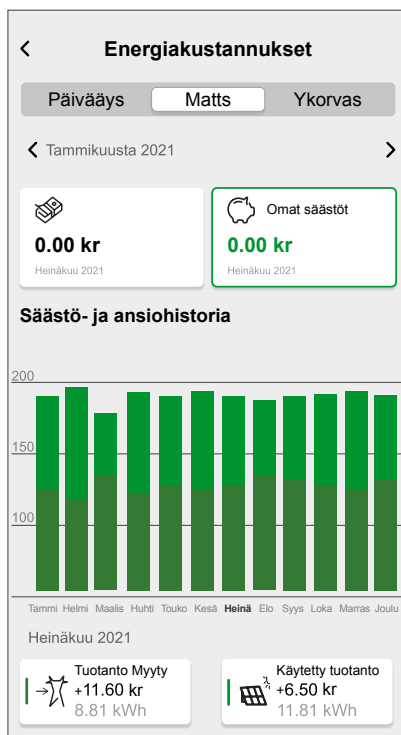 Energiakustannukset
Päivääys Matts Ykorvas
Tammikuusta 2021
Omat säästöt
0.00 kr 0.00 kr
Heinäkuu 2021 Heinäkuu 2021
Säästö- ja ansiohistoria
200
150
100
Tammi Helmi Maalis Huhti Touko Kesä Heinä Elo Syys Loka Marras Joulu
Heinäkuu 2021
Tuotanto Myyty
+11.60 kr
8.81 kWh
Käytetty tuotanto
+6.50 kr
11.81 kWh